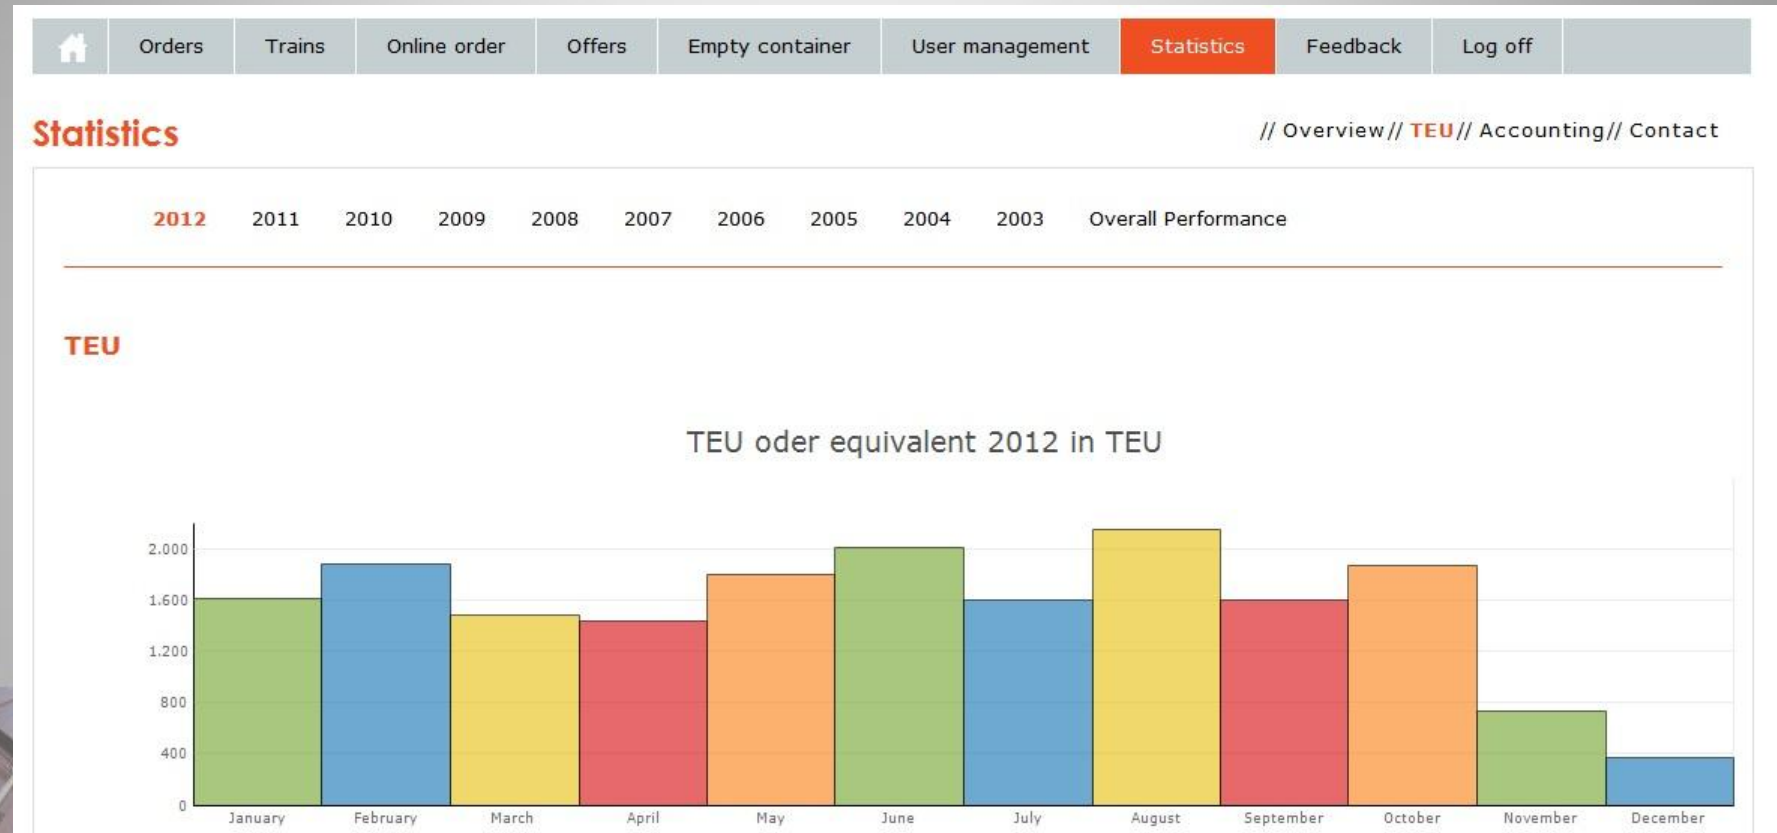 Orders Trains Online order Offers Empty container User management Statistics Feedback Log off
Statistics
// Overview// TEU// Accounting// Contact
2012 2011 2010 2009 2008 2007 2006 2005 2004 2003 Overall Performance
TEU
TEU oder equivalent 2012 in TEU
2.000
1.600
1.200
800
400
0
January February March April May June July August September October November December